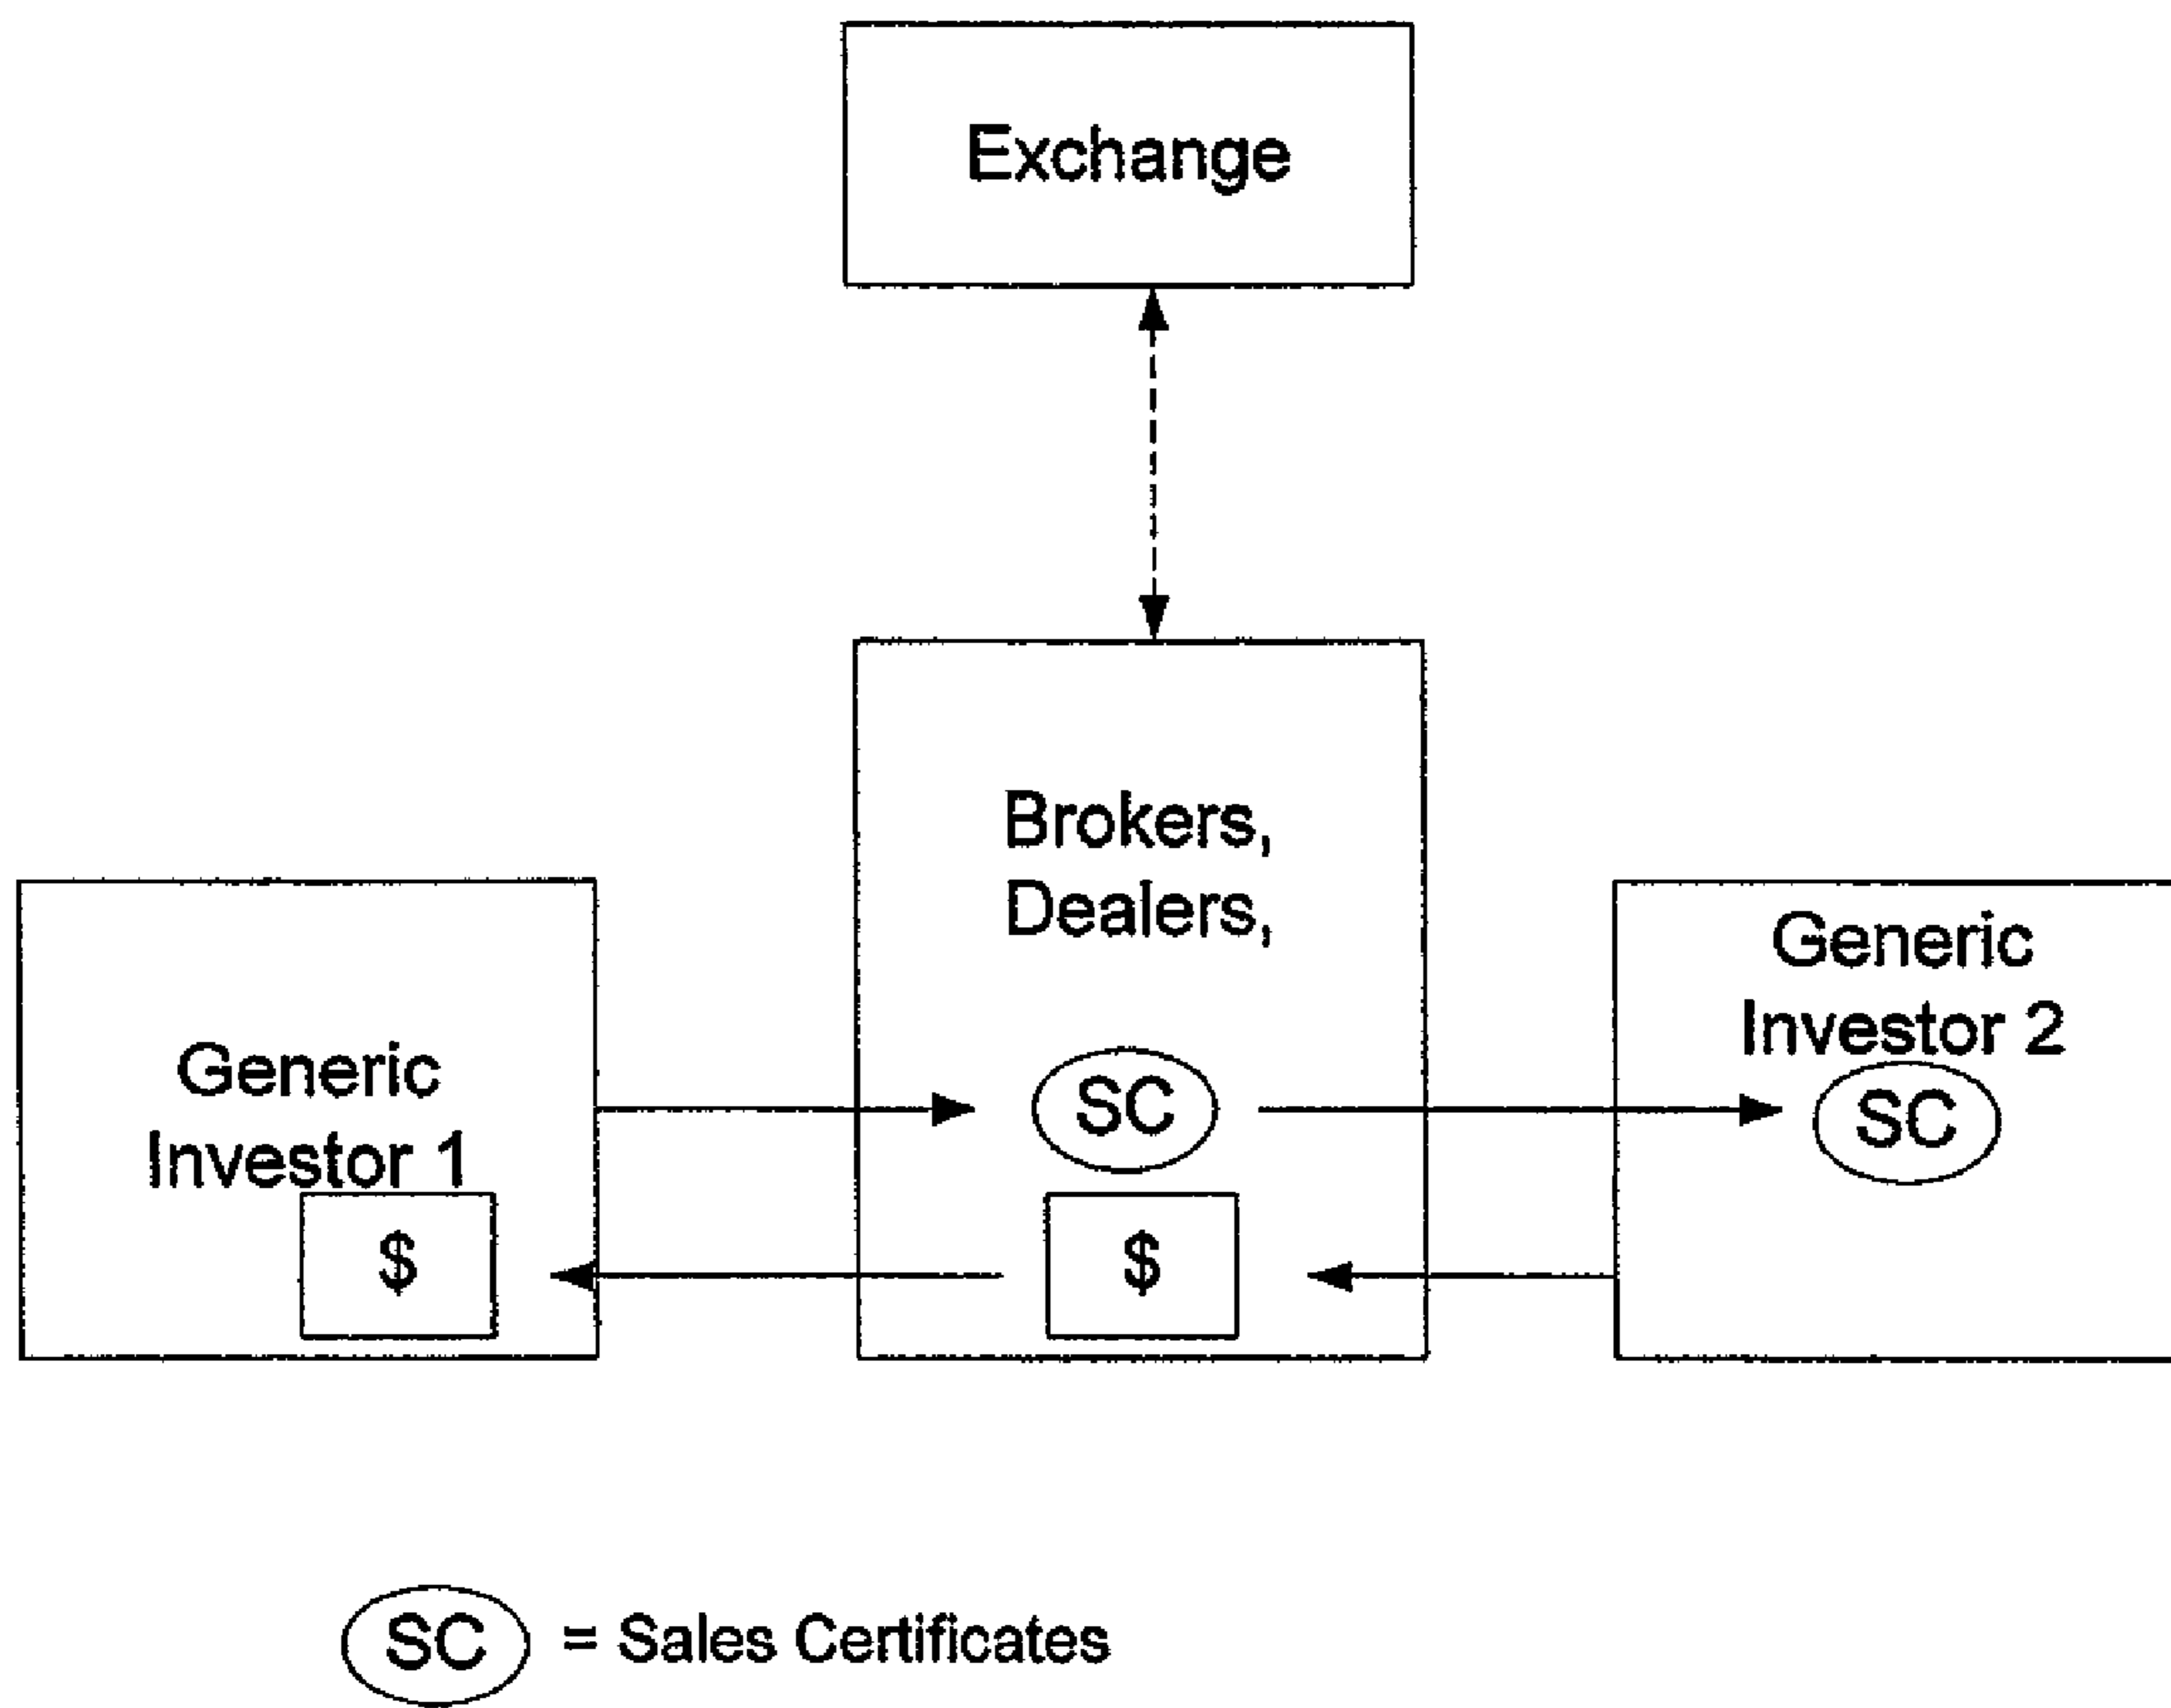 Exchange
Brokers,
Dealers,
Generic
Investor 1
Generic
Investor 2
SC
SC
$
$
SC = Sales Certificates